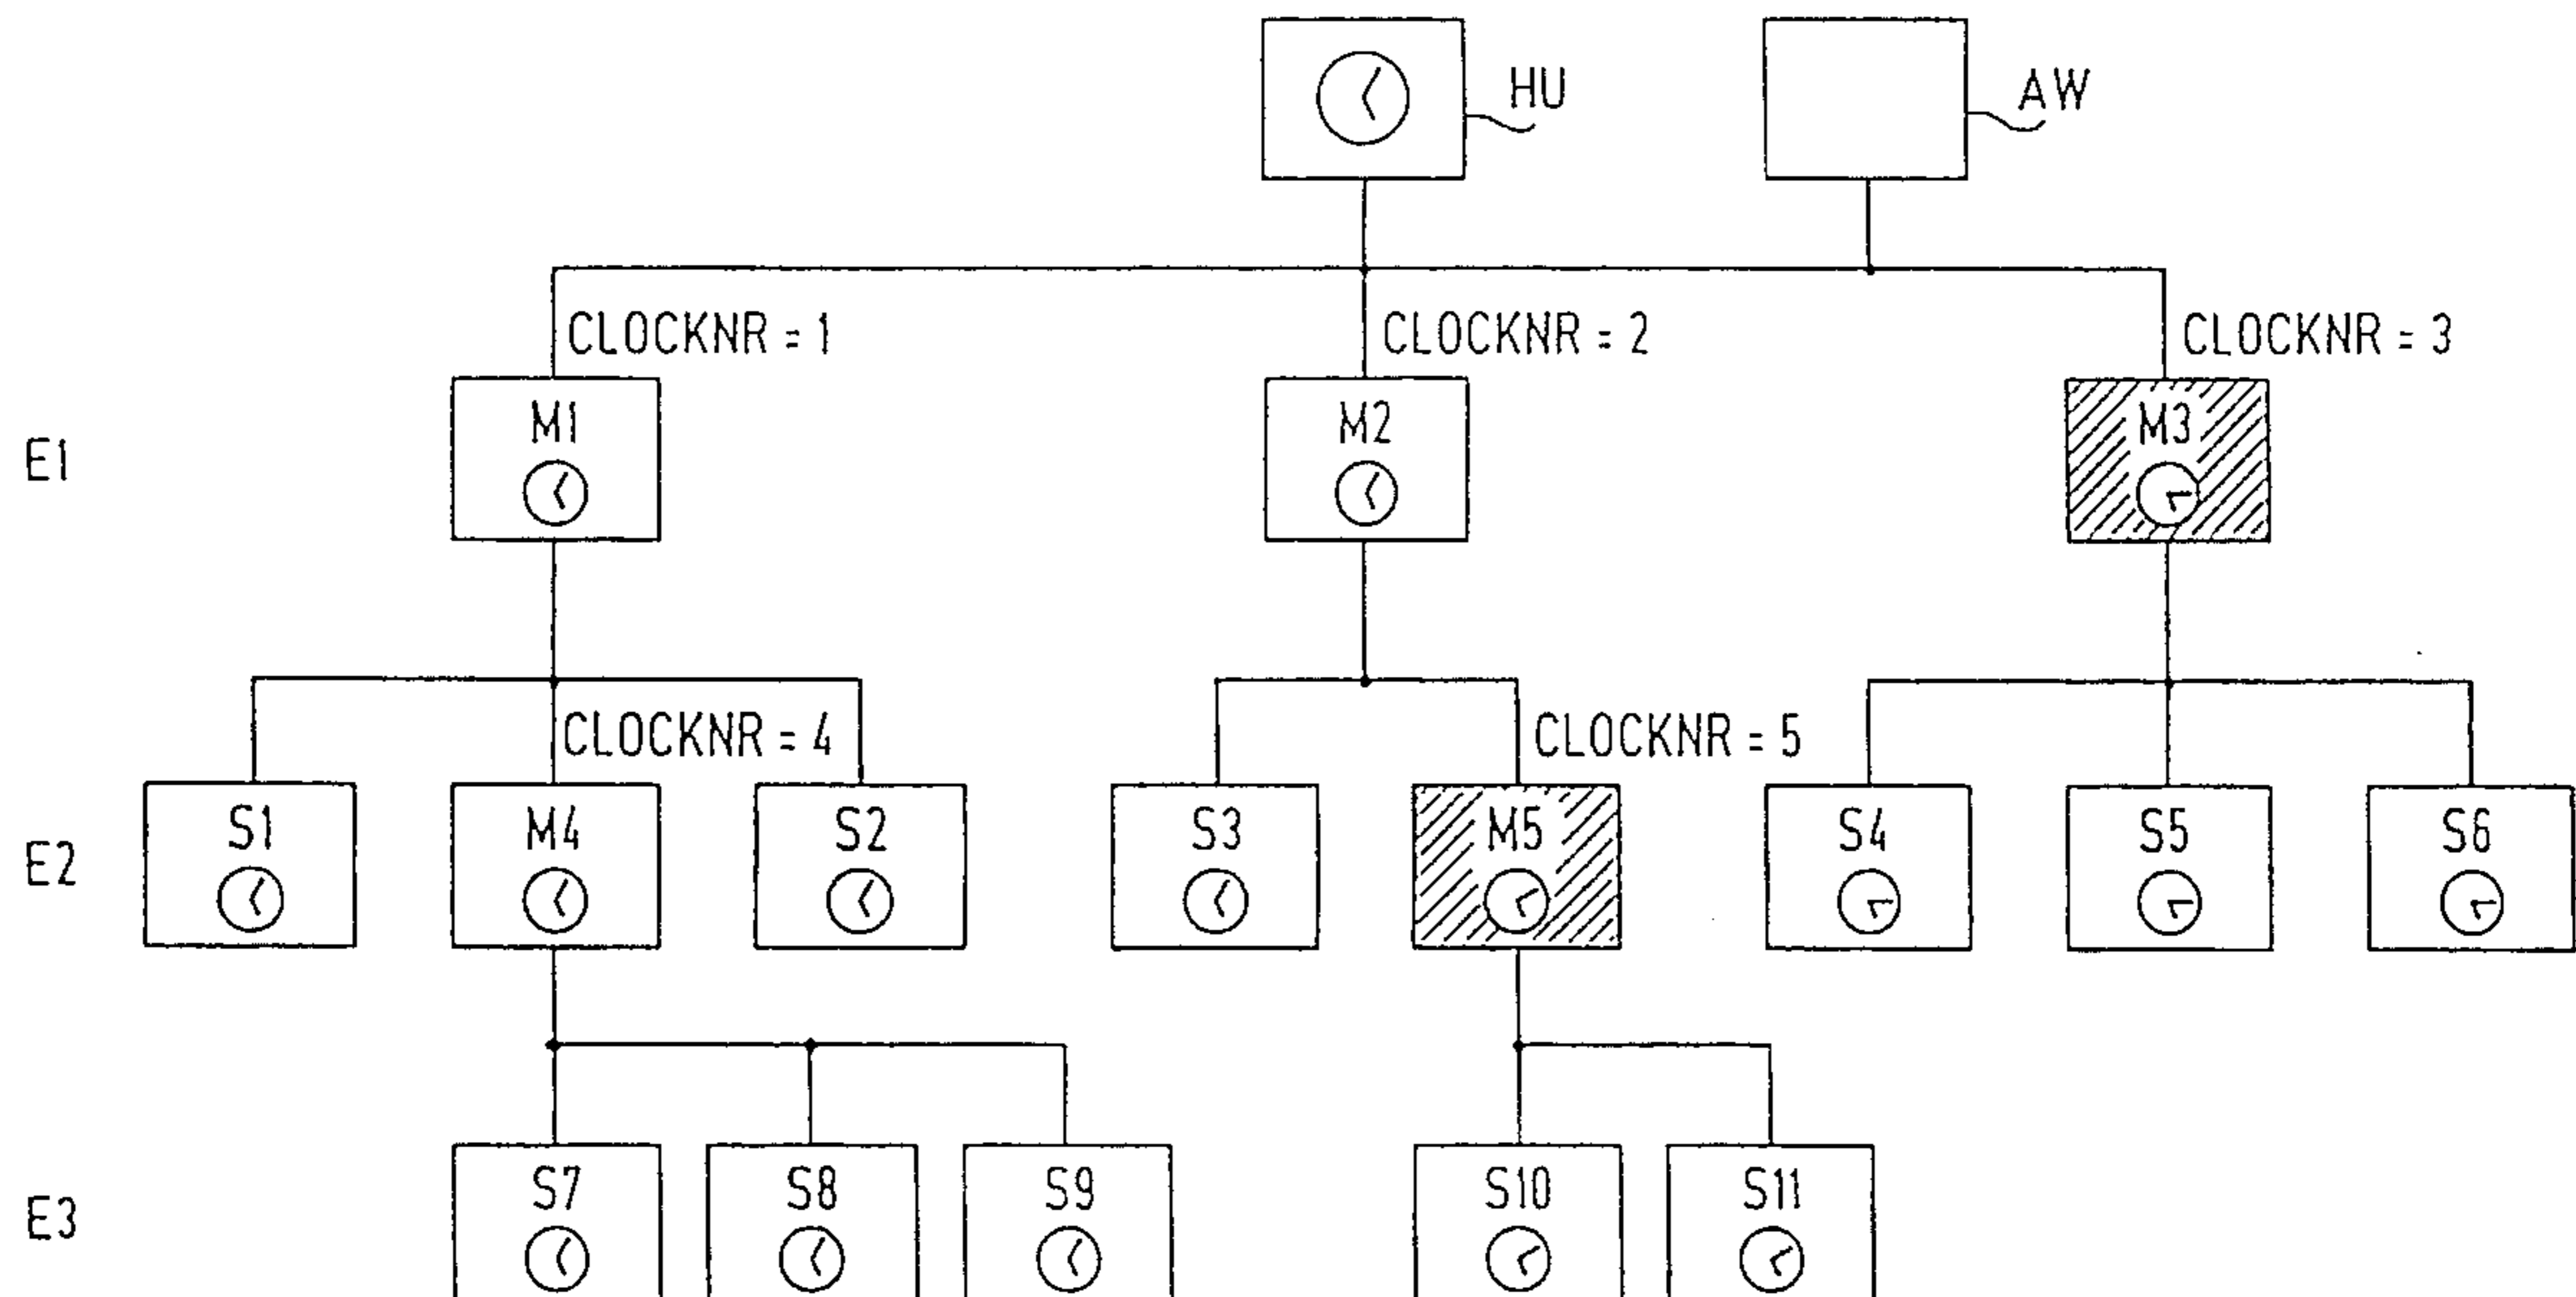 HU
AW
CLOCKNR = 1
CLOCKNR = 2
CLOCKNR = 3
E1
M1
M2
M3
CLOCKNR = 4
CLOCKNR = 5
E2
S1
M4
S2
S3
M5
S4
S5
S6
E3
S7
S8
S9
S10
S11